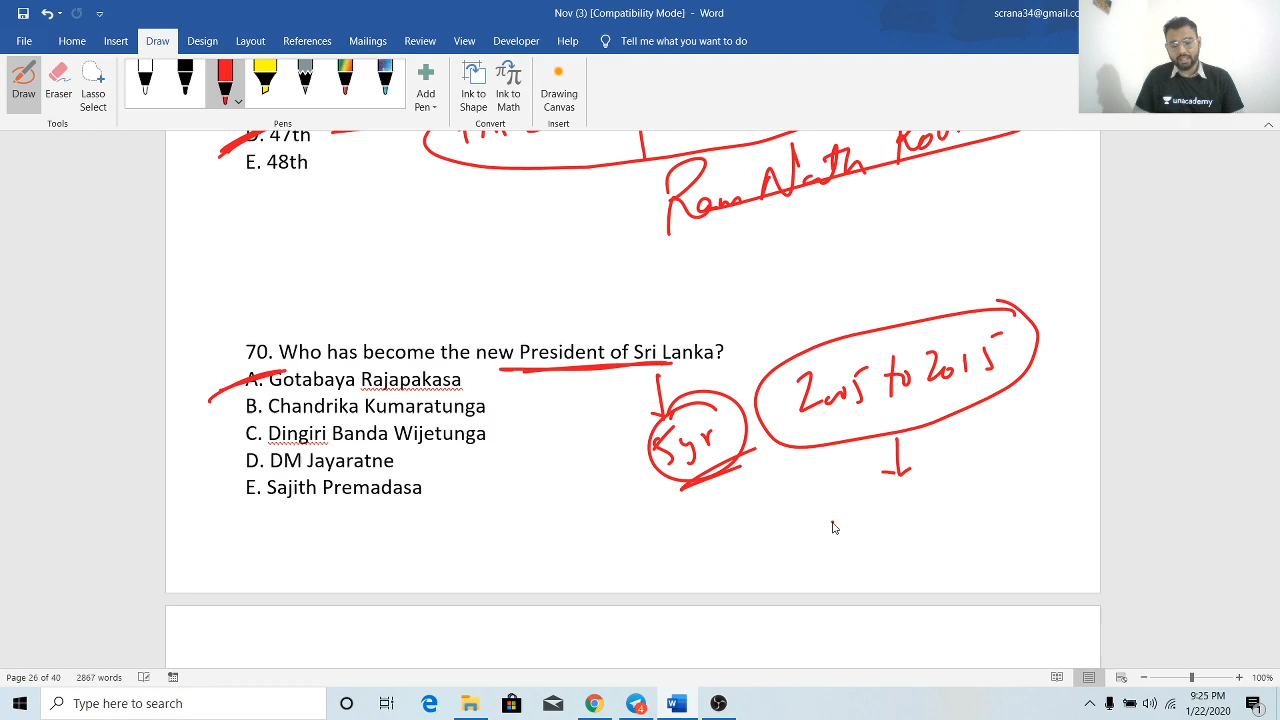 Nov (3) [Compatibility Mode] - Word
scrana34@gmail.co
File Home Insert Draw Design Layout References Mailings Review View Developer Help Tell me what you want to do
Draw Eraser Lasso Select Add Pen Ink to Shape Ink to Math Drawing Canvas
Tools Pens Convert Insert
unacademy
D. 47th
E. 48th
Ram Nath
70. Who has become the new President of Sri Lanka?
A. Gotabaya Rajapakasa
B. Chandrika Kumaratunga
C. Dingiri Banda Wijetunga
D. DM Jayaratne
E. Sajith Premadasa
5yr
2005 to 2015
Page 26 of 40 2867 words
100%
Type here to search
4
9:25 PM
1/22/2020
1